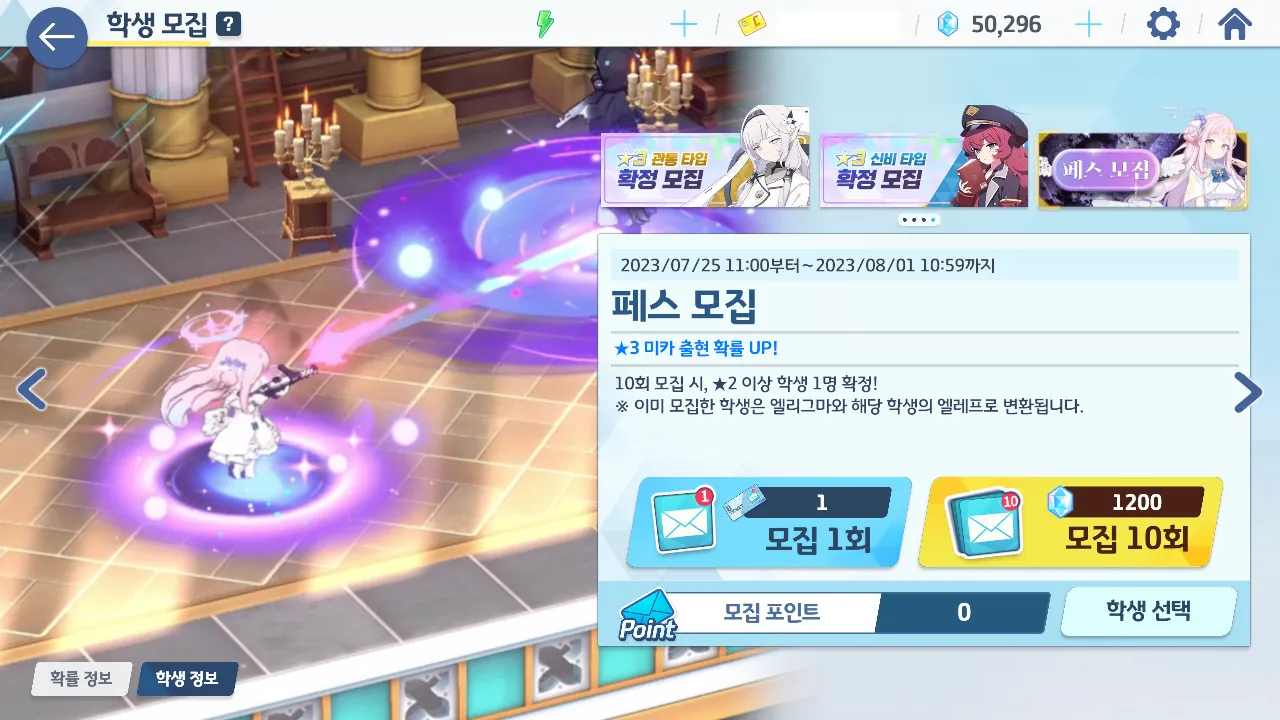 학생 모집 ?
50,296
★3 관통 타입
확정 모집
★3 신비 타입
확정 모집
페스 모집
2023/07/25 11:00부터~2023/08/01 10:59까지
페스 모집
★3 미카 출현 확률 UP!
10회 모집 시, ★2 이상 학생 1명 확정!
※ 이미 모집한 학생은 엘리그마와 해당 학생의 엘레프로 변환됩니다.
1
1
모집 1회
10
1200
모집 10회
Point
모집 포인트
0
학생 선택
확률 정보
학생 정보